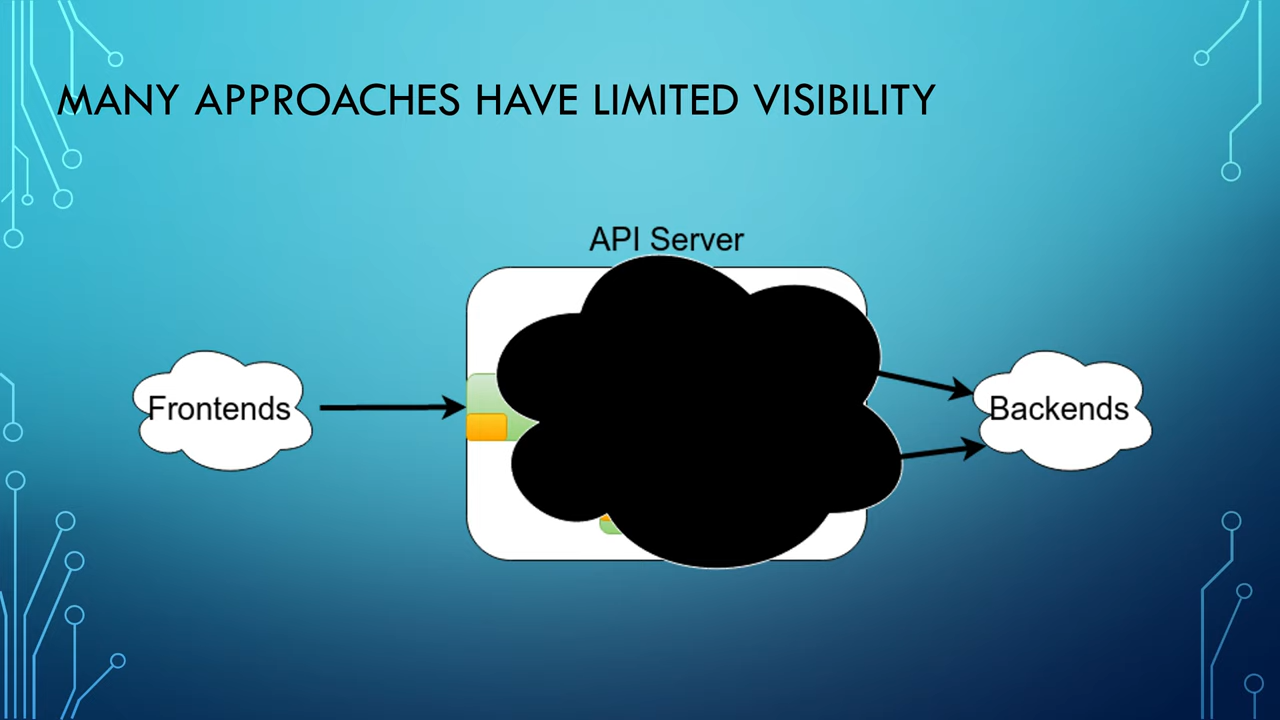 MANY APPROACHES HAVE LIMITED VISIBILITY
API Server
Frontends
Backends